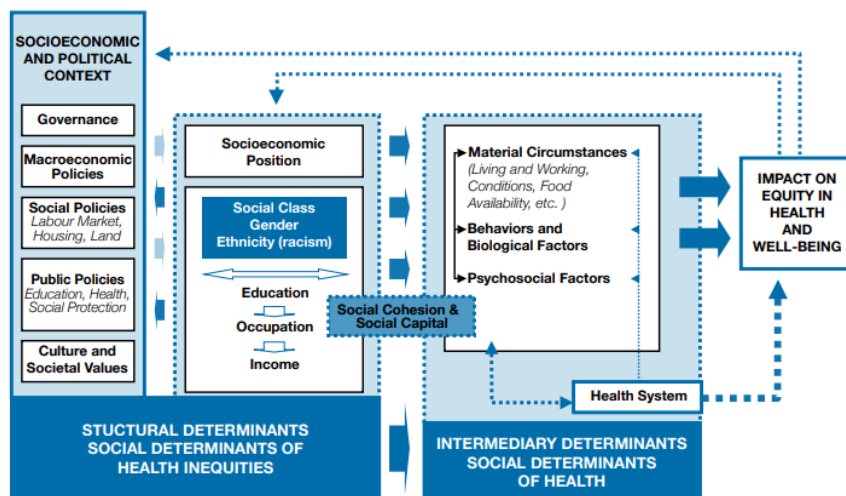 SOCIOECONOMIC
AND POLITICAL
CONTEXT
Governance
Macroeconomic
Policies
Social Policies
Labour Market,
Housing, Land
Public Policies
Education, Health,
Social Protection
Culture and
Societal Values
Socioeconomic
Position
Social Class
Gender
Ethnicity (racism)
Education
Occupation
Income
Social Cohesion &
Social Capital
Material Circumstances
(Living and Working,
Conditions, Food
Availability, etc. )
Behaviors and
Biological Factors
Psychosocial Factors
Health System
IMPACT ON
EQUITY IN
HEALTH
AND
WELL-BEING
STUCTURAL DETERMINANTS
SOCIAL DETERMINANTS OF
HEALTH INEQUITIES
INTERMEDIARY DETERMINANTS
SOCIAL DETERMINANTS
OF HEALTH